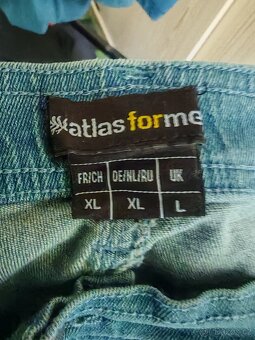 atlasforme
FR/CH DE/NL/RU UK
XL XL L